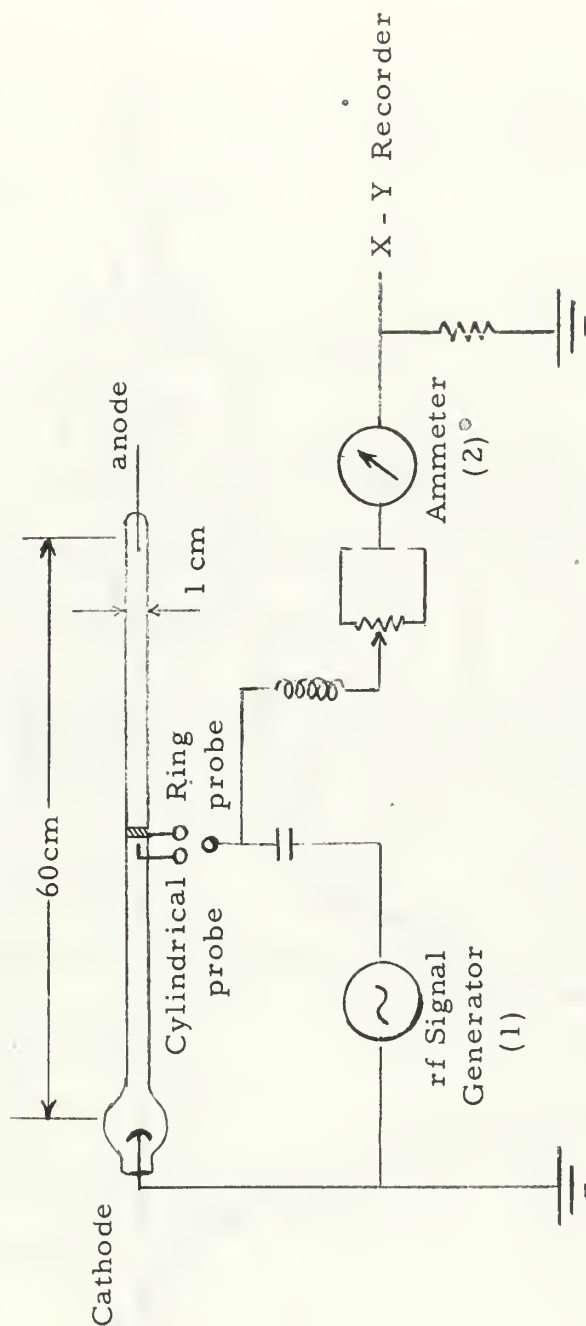 60cm
anode
1 cm
Cathode
Cylindrical
probe
Ring
probe
rf Signal
Generator
(1)
Ammeter
(2)
X - Y Recorder